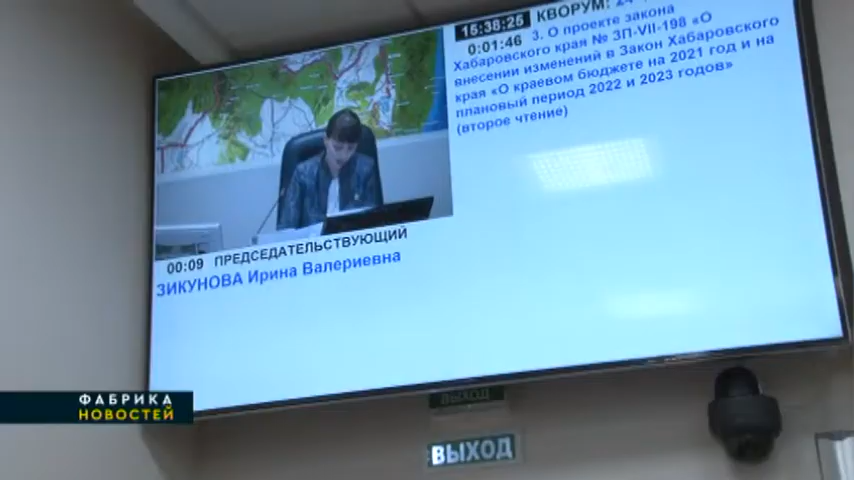 15:38:25 КВОРУМ: 24
0:01:46 3. О проекте закона
Хабаровского края № ЗП-VII-198 «О
внесении изменений в Закон Хабаровского
края «О краевом бюджете на 2021 год и на
плановый период 2022 и 2023 годов»
(второе чтение)
00:09 ПРЕДСЕДАТЕЛЬСТВУЮЩИЙ
ЗИКУНОВА Ирина Валериевна
ФАБРИКА
НОВОСТЕЙ
ВЫХОД
ВЫХОД